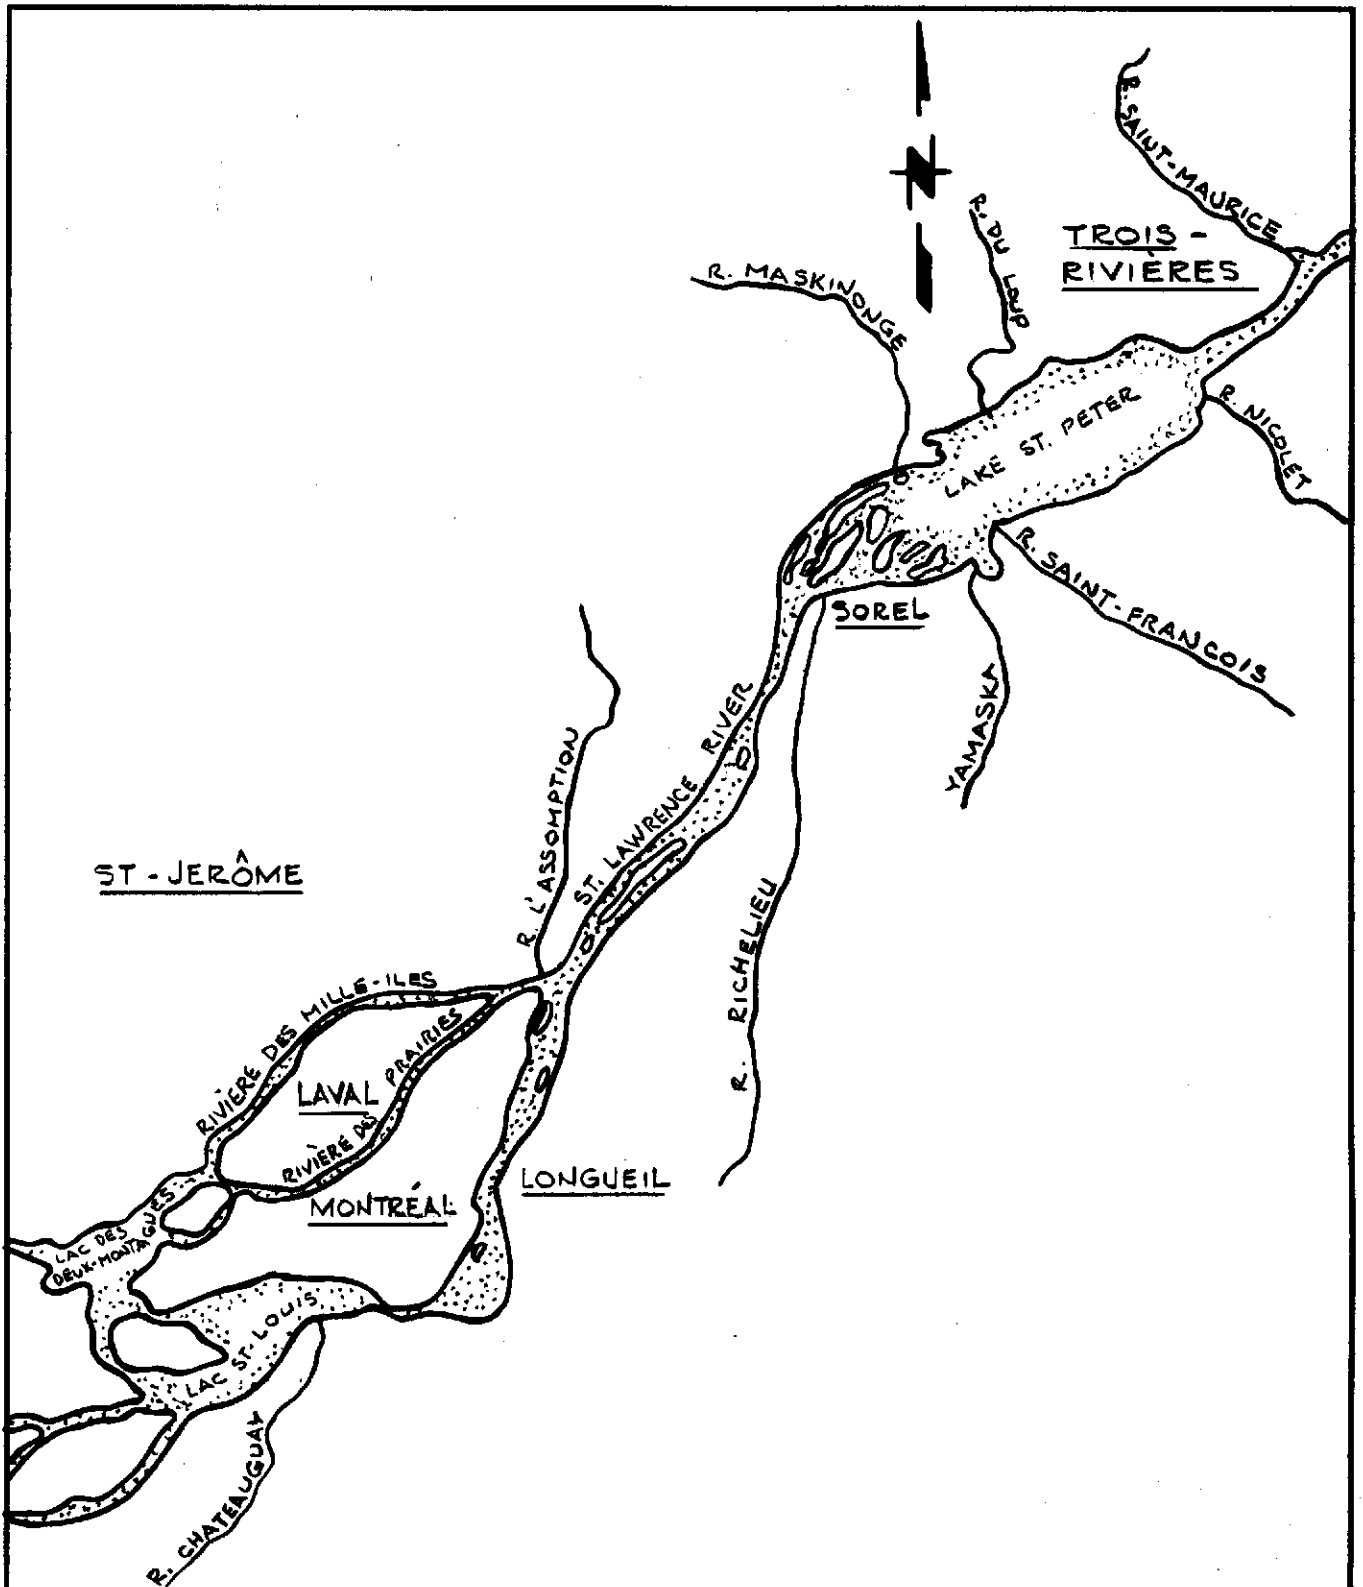 N
R. SAINT-MAURICE
R. DU LOUP
TROIS-
RIVIÈRES
R. MASKINONGE
LAKE ST. PETER
R. NICOLET
R. SAINT-FRANCOIS
SOREL
YAMASKA
ST. LAWRENCE RIVER
R. L'ASSOMPTION
ST-JERÔME
R. RICHELIEU
RIVIÈRE DES MILLE-ILES
LAVAL
RIVIÈRE DES PRAIRIES
LONGUEIL
MONTRÉAL
LAC DES
DEUX-MONTAGUES
LAC ST-LOUIS
R. CHATEAUGUAY